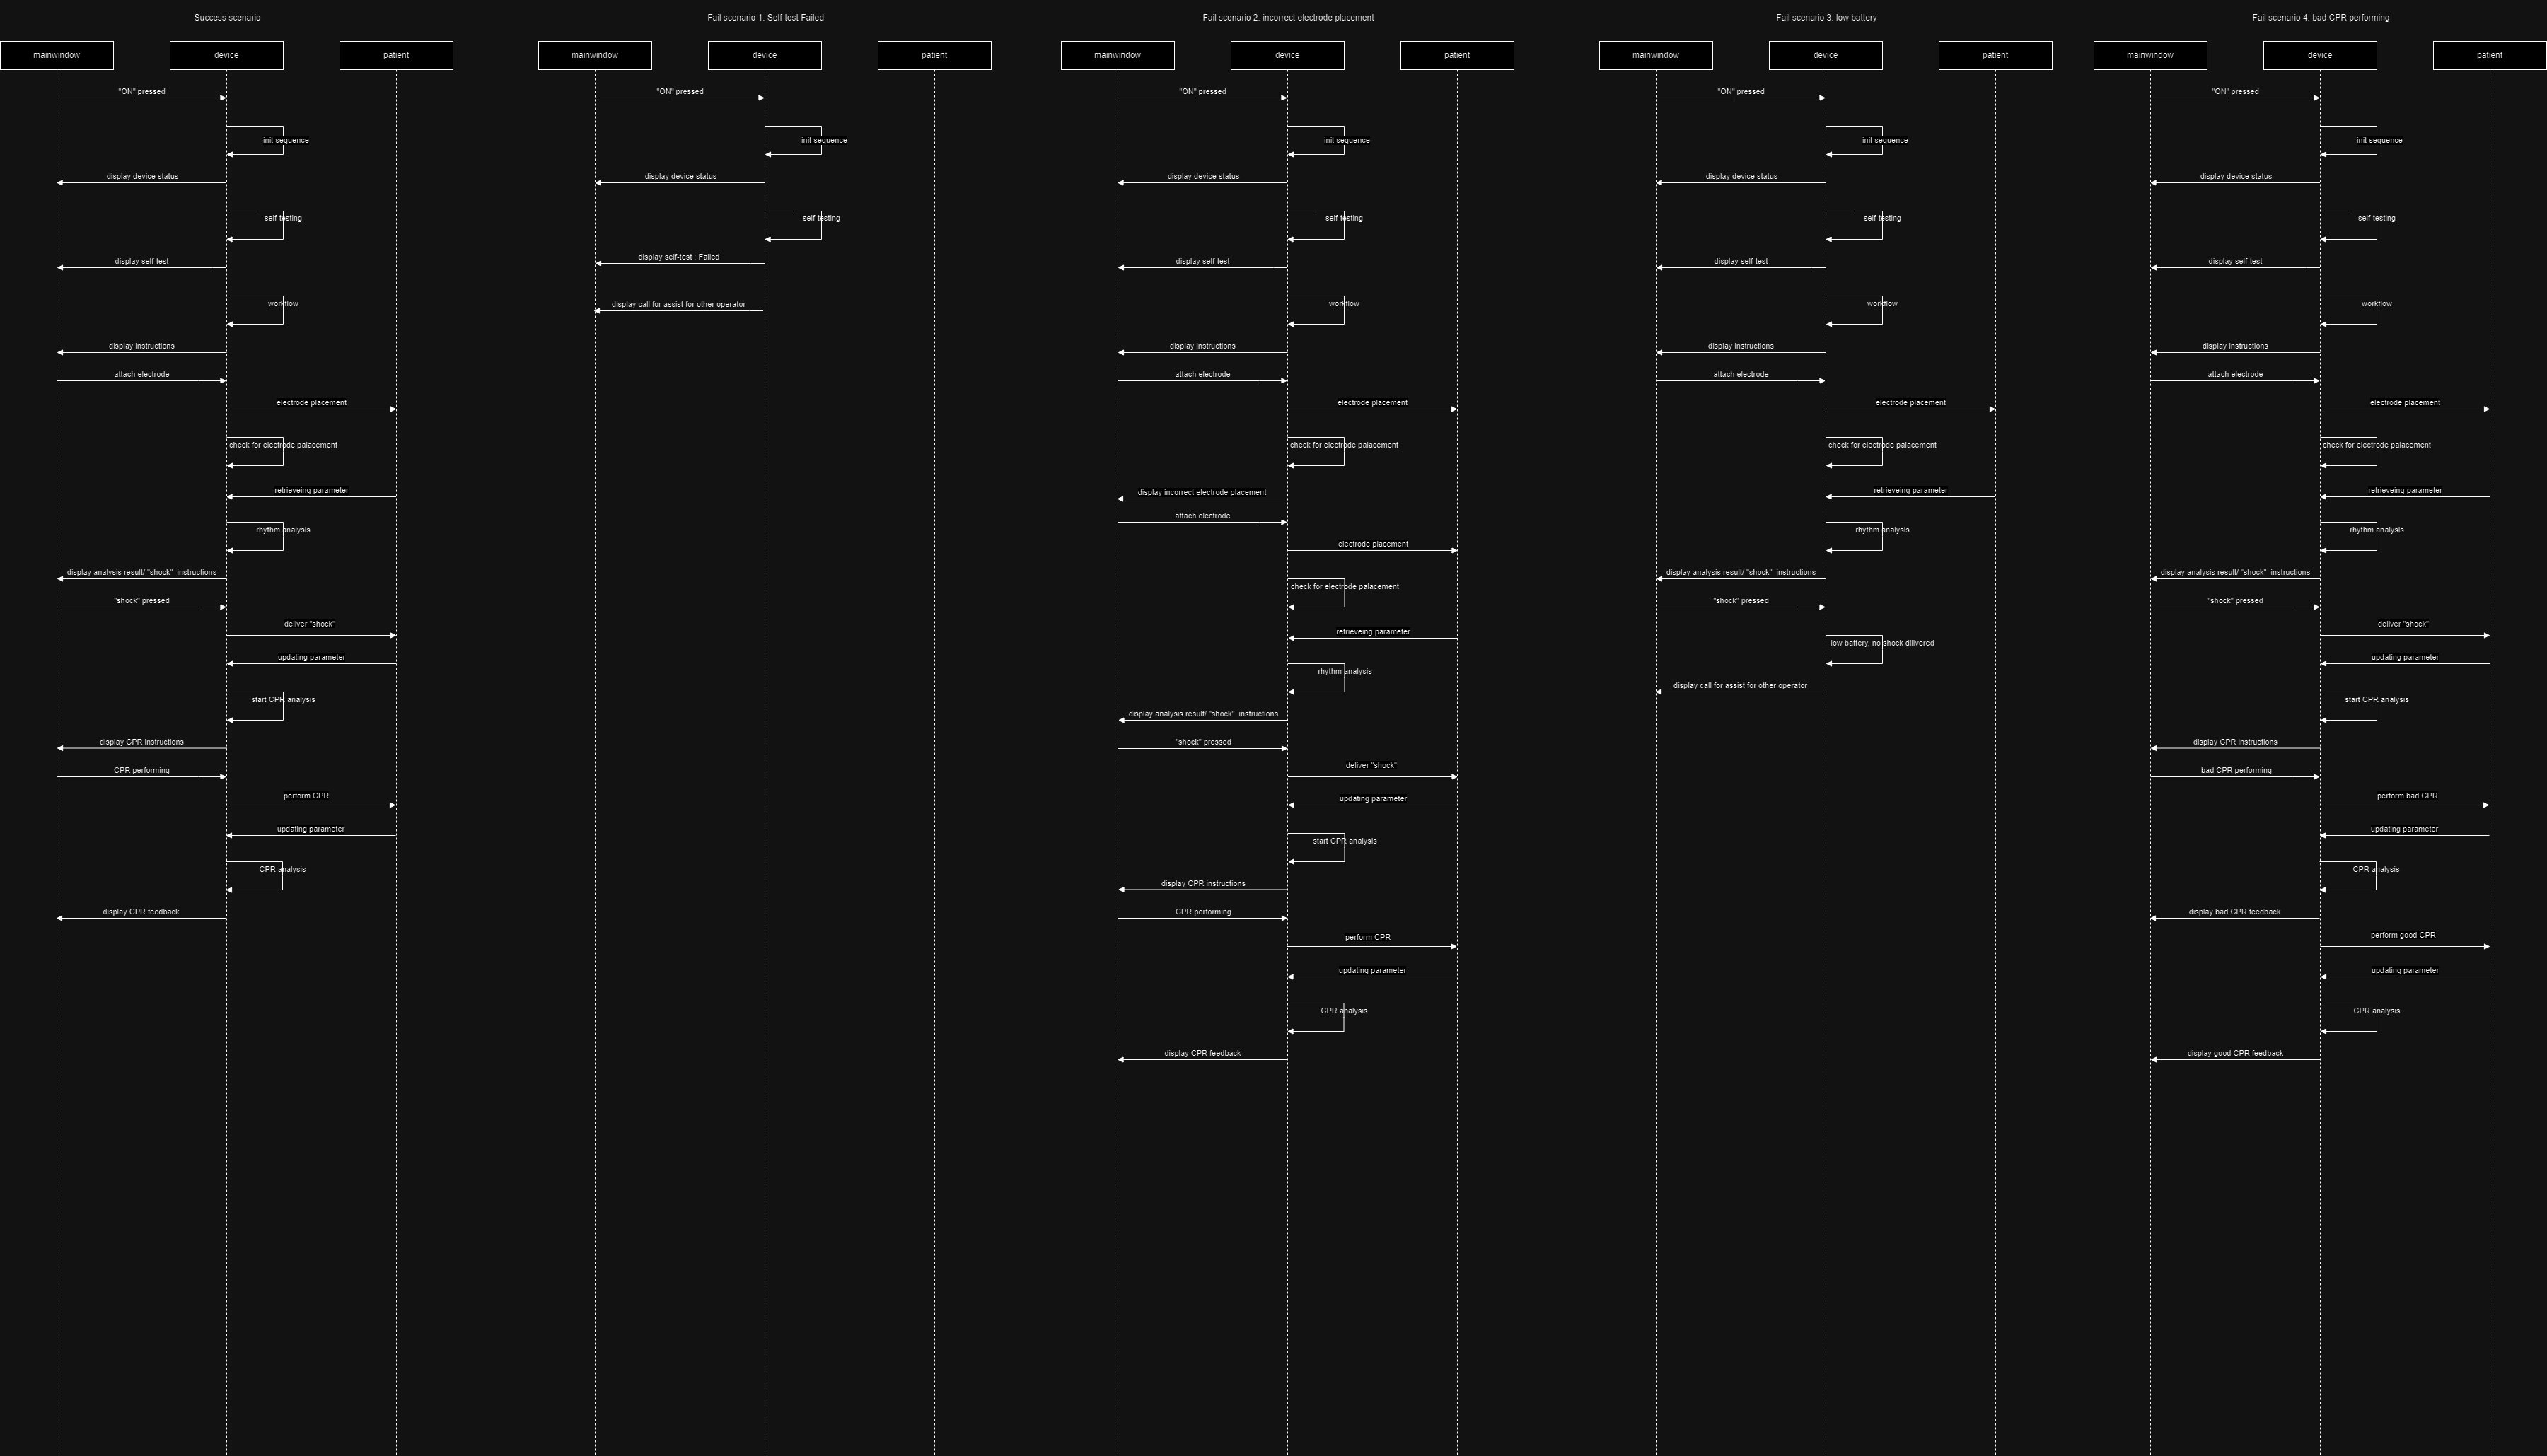 Success scenario
mainwindow
device
patient
"ON" pressed
init sequence
display device status
self-testing
display self-test
workflow
display instructions
attach electrode
electrode placement
check for electrode palacement
retrieveing parameter
rhythm analysis
display analysis result/ "shock"  instructions
"shock" pressed
deliver "shock"
updating parameter
start CPR analysis
display CPR instructions
CPR performing
perform CPR
updating parameter
CPR analysis
display CPR feedback
Fail scenario 1: Self-test Failed
mainwindow
device
patient
"ON" pressed
init sequence
display device status
self-testing
display self-test : Failed
display call for assist for other operator
Fail scenario 2: incorrect electrode placement
mainwindow
device
patient
"ON" pressed
init sequence
display device status
self-testing
display self-test
workflow
display instructions
attach electrode
electrode placement
check for electrode palacement
display incorrect electrode placement
attach electrode
electrode placement
check for electrode palacement
retrieveing parameter
rhythm analysis
display analysis result/ "shock"  instructions
"shock" pressed
deliver "shock"
updating parameter
start CPR analysis
display CPR instructions
CPR performing
perform CPR
updating parameter
CPR analysis
display CPR feedback
Fail scenario 3: low battery
mainwindow
device
patient
"ON" pressed
init sequence
display device status
self-testing
display self-test
workflow
display instructions
attach electrode
electrode placement
check for electrode palacement
retrieveing parameter
rhythm analysis
display analysis result/ "shock"  instructions
"shock" pressed
low battery, no shock dilivered
display call for assist for other operator
Fail scenario 4: bad CPR performing
mainwindow
device
patient
"ON" pressed
init sequence
display device status
self-testing
display self-test
workflow
display instructions
attach electrode
electrode placement
check for electrode palacement
retrieveing parameter
rhythm analysis
display analysis result/ "shock"  instructions
"shock" pressed
deliver "shock"
updating parameter
start CPR analysis
display CPR instructions
bad CPR performing
perform bad CPR
updating parameter
CPR analysis
display bad CPR feedback
perform good CPR
updating parameter
CPR analysis
display good CPR feedback